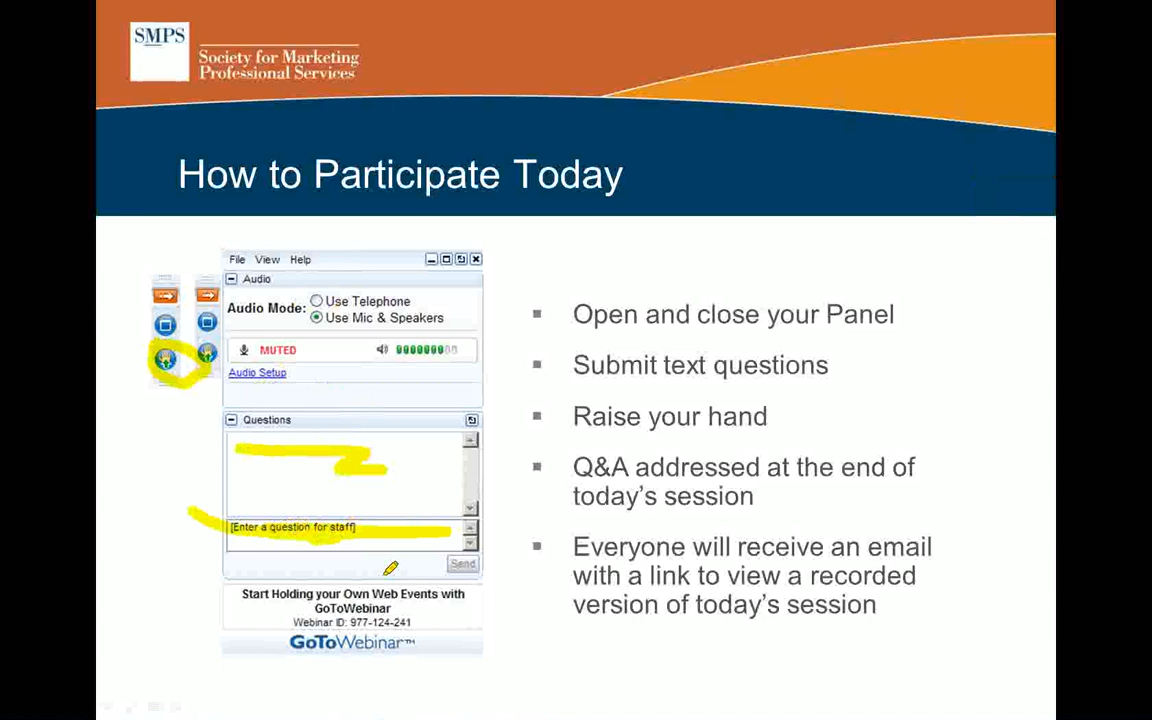 SMPS
Society for Marketing
Professional Services
How to Participate Today
File View Help
Audio
Audio Mode: Use Telephone
Use Mic & Speakers
MUTED
Audio Setup
Questions
[Enter a question for staff]
Send
Start Holding your Own Web Events with
GoToWebinar
Webinar ID: 977-124-241
GoToWebinar™
Open and close your Panel
Submit text questions
Raise your hand
Q&A addressed at the end of
today's session
Everyone will receive an email
with a link to view a recorded
version of today's session